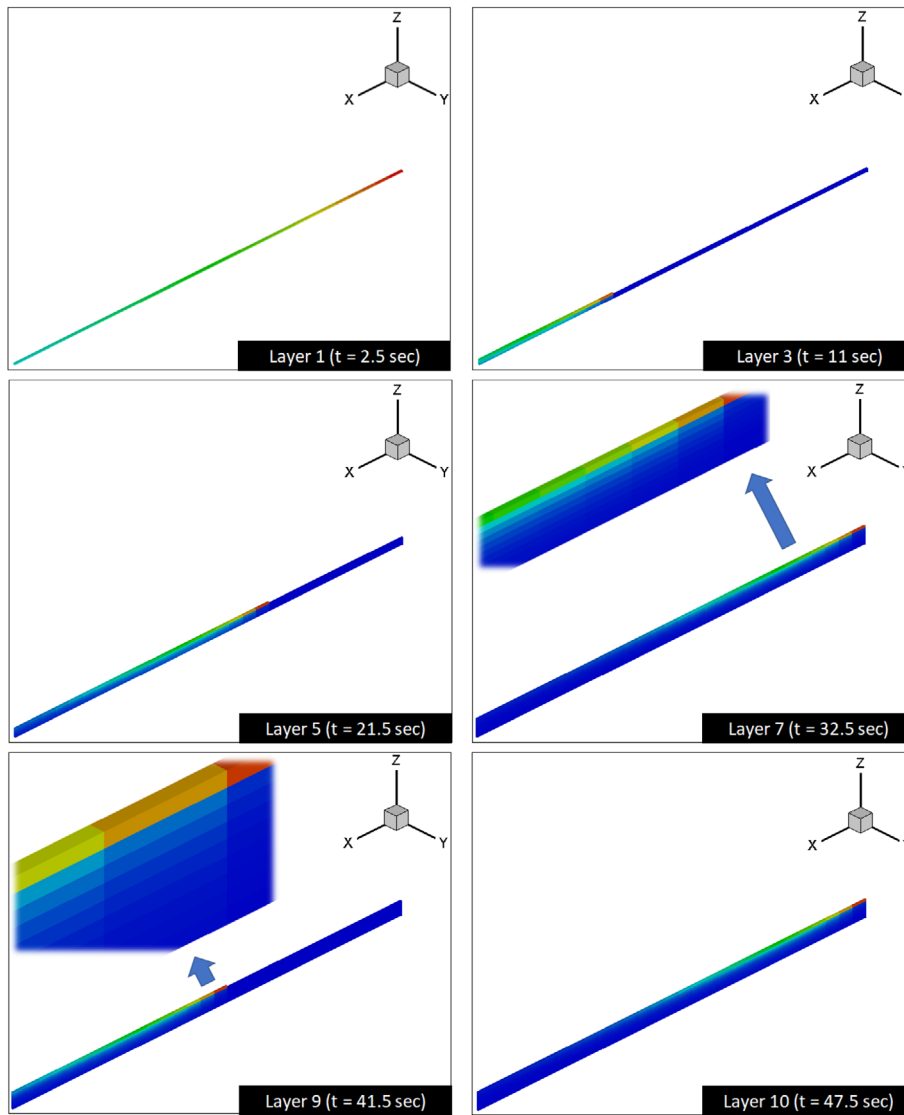 Z
X
Y
Layer 1 (t = 2.5 sec)
Z
X
Layer 3 (t = 11 sec)
Z
X
Y
Layer 5 (t = 21.5 sec)
Z
X
Layer 7 (t = 32.5 sec)
Z
X
Y
Layer 9 (t = 41.5 sec)
Z
X
Layer 10 (t = 47.5 sec)